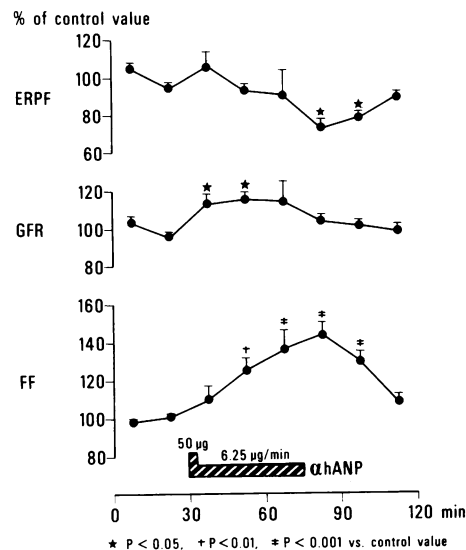 % of control value
120
100
ERPF
80
★ ★
60
120
★ ★
GFR 100
80
160
‡
‡
140
† ‡
FF 120
100
50 µg
6.25 µg/min
80
αhANP
0 30 60 90 120 min
★ P < 0.05, † P < 0.01, ‡ P < 0.001 vs. control value